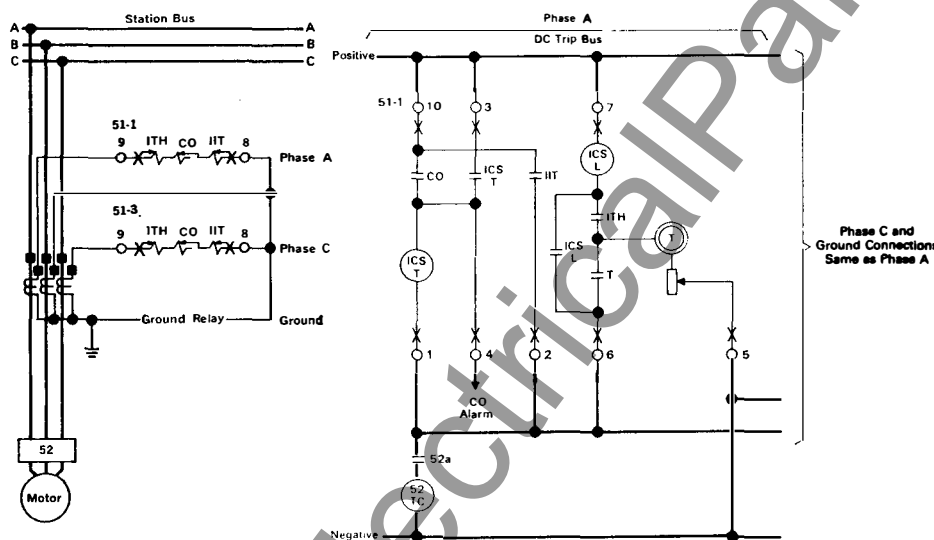 Station Bus
A
A
B
B
C
C
51-1
9 ITH CO IIT 8
Phase A
51-3
9 ITH CO IIT 8
Phase C
Ground Relay
Ground
52
Motor
Phase A
DC Trip Bus
Positive
51-1 10
3
7
ICS
L
CO
ICS
T
IIT
ITH
ICS
L
T
T
ICS
T
1
4
2
6
5
CO
Alarm
52a
52
TC
Negative
Phase C and
Ground Connections
Same as Phase A